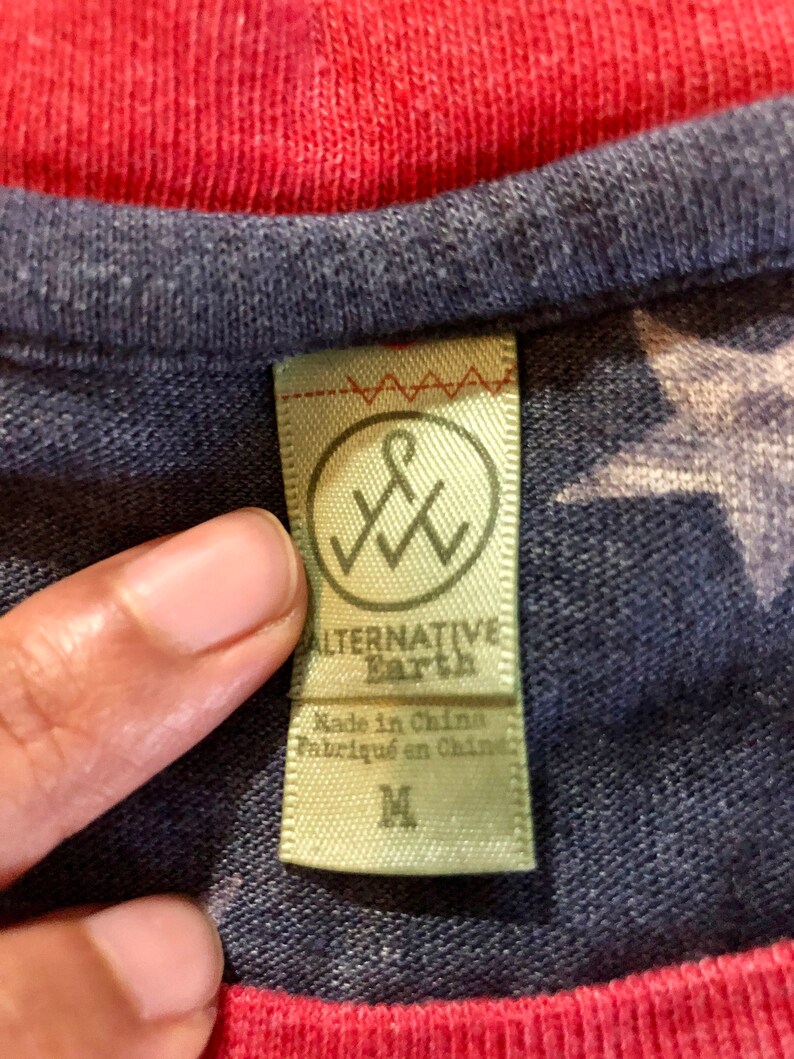 ALTERNATIVE
Earth
Made in China
Fabriqué en Chine
M